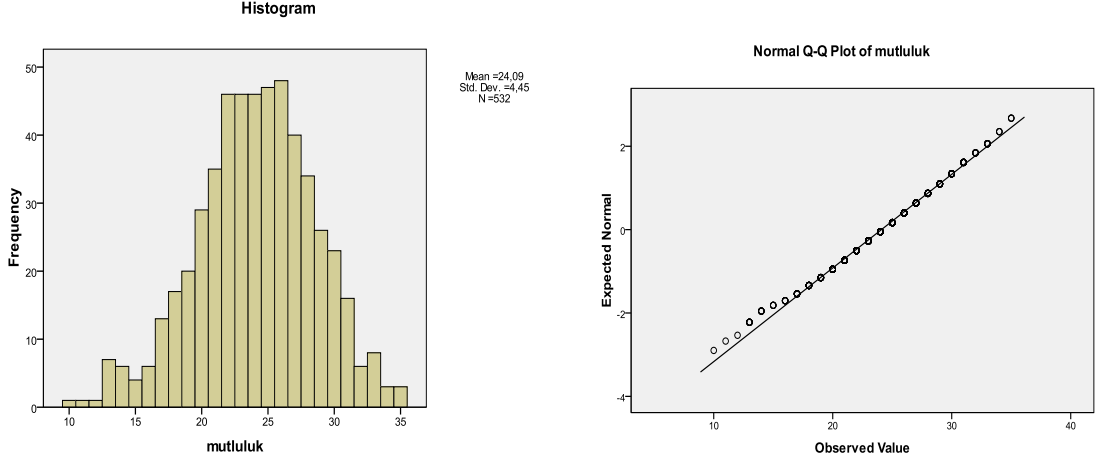 Histogram
Frequency
50
40
30
20
10
0
10 15 20 25 30 35
mutluluk
Mean =24,09
Std. Dev. =4,45
N =532
Normal Q-Q Plot of mutluluk
Expected Normal
2
0
-2
-4
10 20 30 40
Observed Value